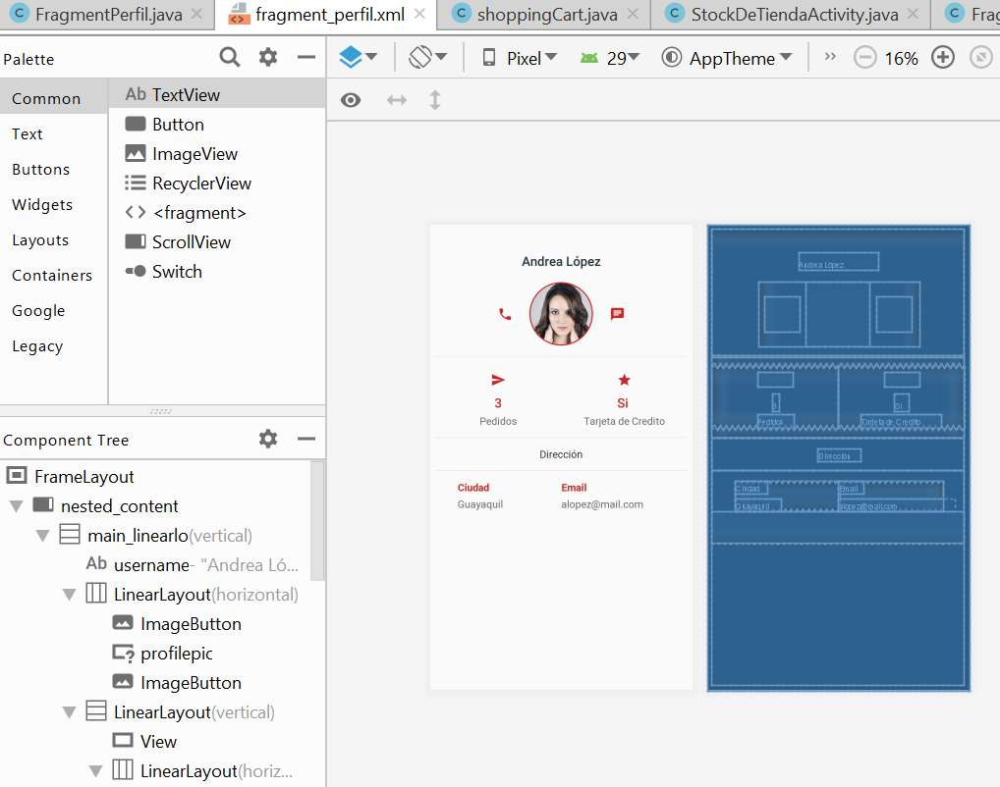 FragmentPerfil.java fragment_perfil.xml shoppingCart.java StockDeTiendaActivity.java Frag
Palette
Pixel 29 AppTheme 16%
Common
Text
Buttons
Widgets
Layouts
Containers
Google
Legacy
Ab TextView
Button
ImageView
RecyclerView
<fragment>
ScrollView
Switch
Component Tree
FrameLayout
nested_content
main_linearlo(vertical)
Ab username- "Andrea Ló...
LinearLayout(horizontal)
ImageButton
profilepic
ImageButton
LinearLayout(vertical)
View
LinearLayout(horiz...
Andrea López
3
Si
Pedidos
Tarjeta de Credito
Dirección
Ciudad
Email
Guayaquil
alopez@mail.com
Andrea López
3
Si
Pedidos
Tarjeta de Credito
Dirección
Ciudad
Email
Guayaquil
alopez@mail.com